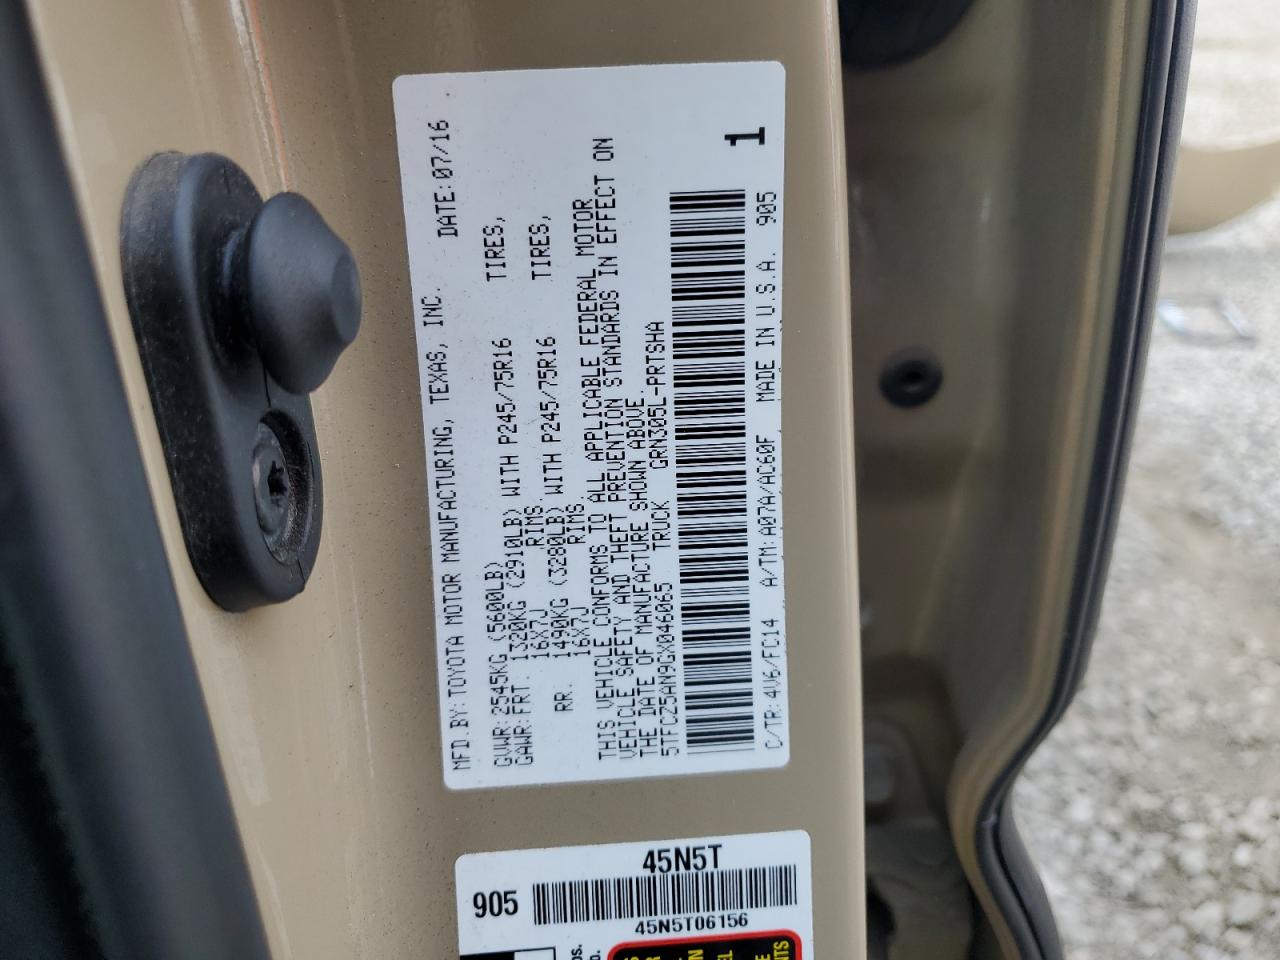 MFD.BY:TOYOTA MOTOR MANUFACTURING, TEXAS, INC. DATE:07/16
GVWR:2545KG (5600LB)
GAWR:FRT. 1320KG (2910LB) WITH P245/75R16 TIRES,
16X7J RIMS,
RR. 1490KG (3280LB) WITH P245/75R16 TIRES,
16X7J RIMS,
THIS VEHICLE CONFORMS TO ALL APPLICABLE FEDERAL MOTOR
VEHICLE SAFETY AND THEFT PREVENTION STANDARDS IN EFFECT ON
THE DATE OF MANUFACTURE SHOWN ABOVE.
5TFCZ5AN9GX046065 TRUCK GRN305L-PRTSHA
1
C/TR:4V6/FC14 A/TM:A07A/AC60F MADE IN U.S.A. 905
45N5T
905
45N5T06156